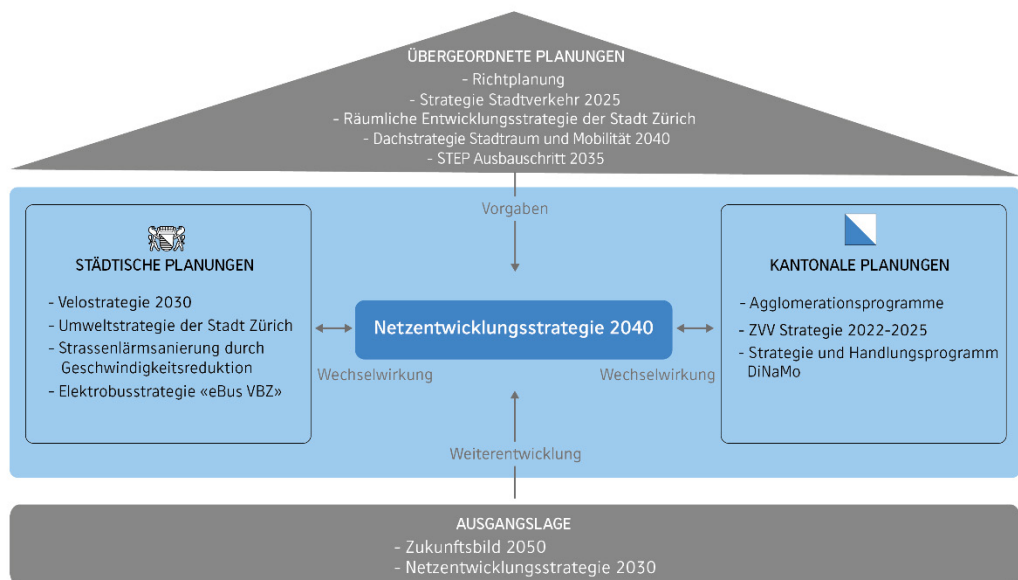 ÜBERGEORDNETE PLANUNGEN
- Richtplanung
- Strategie Stadtverkehr 2025
- Räumliche Entwicklungsstrategie der Stadt Zürich
- Dachstrategie Stadtraum und Mobilität 2040
- STEP Ausbauschritt 2035
Vorgaben
STÄDTISCHE PLANUNGEN
- Velostrategie 2030
- Umweltstrategie der Stadt Zürich
- Strassenlärmsanierung durch
Geschwindigkeitsreduktion
- Elektrobusstrategie «eBus VBZ»
Wechselwirkung
Netzentwicklungsstrategie 2040
Wechselwirkung
KANTONALE PLANUNGEN
- Agglomerationsprogramme
- ZVV Strategie 2022-2025
- Strategie und Handlungsprogramm
DiNaMo
Weiterentwicklung
AUSGANGSLAGE
- Zukunftsbild 2050
- Netzentwicklungsstrategie 2030